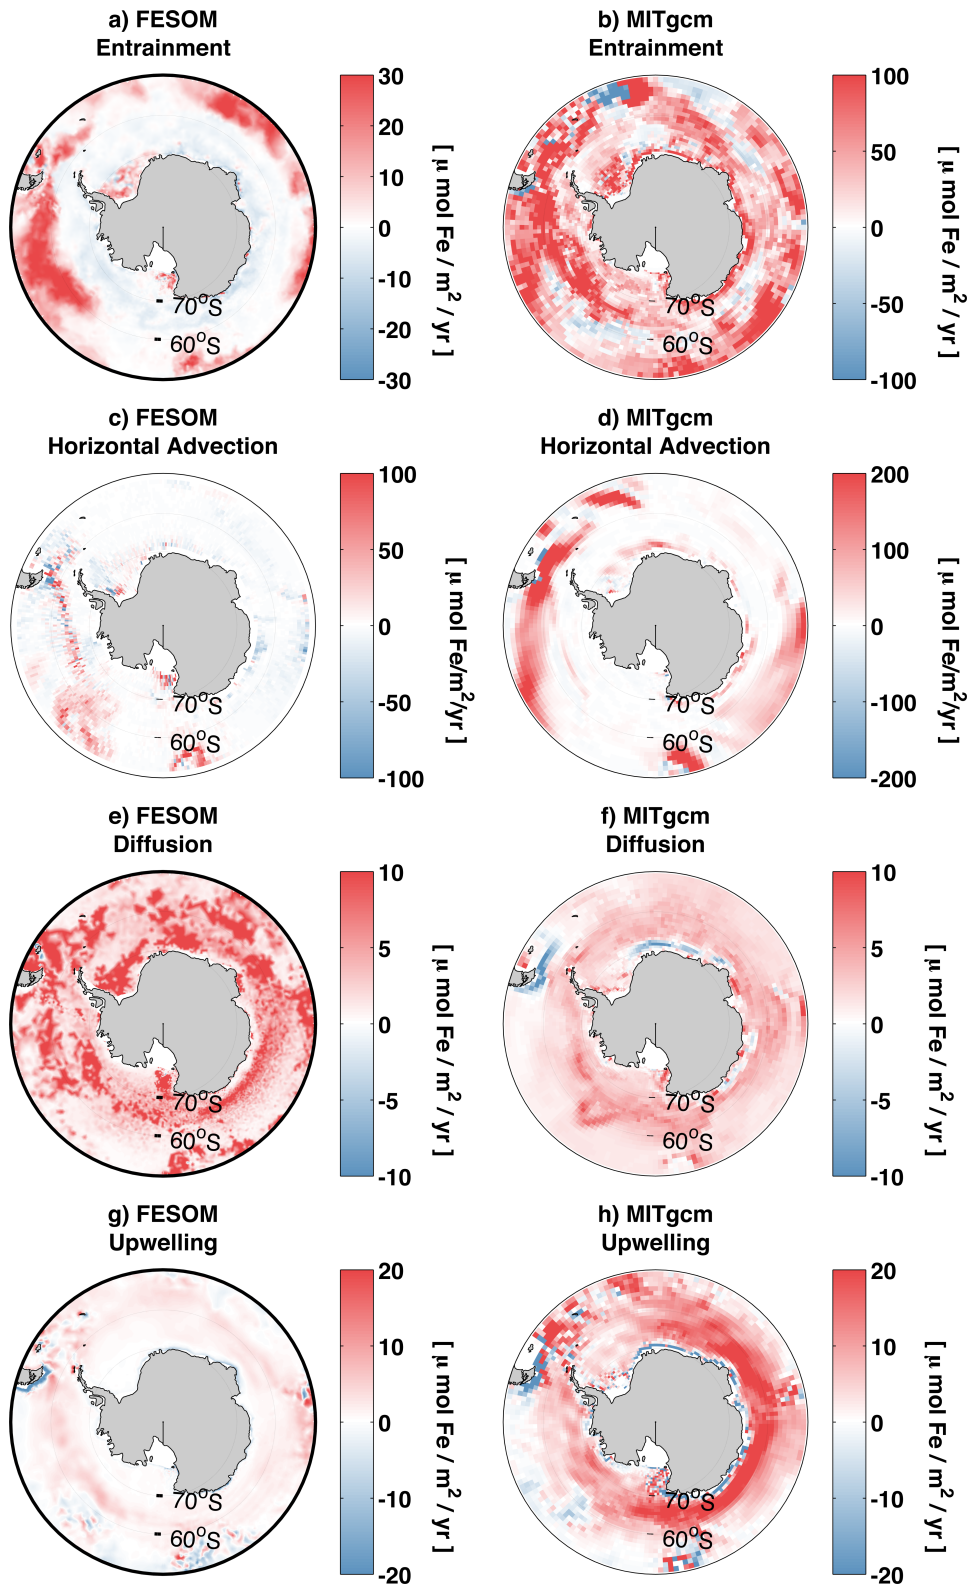 a) FESOM
Entrainment
30
20
10
0
-10
-20
-30
[ μ mol Fe / m² / yr ]
70°S
60°S
b) MITgcm
Entrainment
100
50
0
-50
-100
[ μ mol Fe / m² / yr ]
70°S
60°S
c) FESOM
Horizontal Advection
100
50
0
-50
-100
[ μ mol Fe/m²/yr ]
70°S
60°S
d) MITgcm
Horizontal Advection
200
100
0
-100
-200
[ μ mol Fe/m²/yr ]
70°S
60°S
e) FESOM
Diffusion
10
5
0
-5
-10
[ μ mol Fe / m² / yr ]
70°S
60°S
f) MITgcm
Diffusion
10
5
0
-5
-10
[ μ mol Fe / m² / yr ]
70°S
60°S
g) FESOM
Upwelling
20
10
0
-10
-20
[ μ mol Fe / m² / yr ]
70°S
60°S
h) MITgcm
Upwelling
20
10
0
-10
-20
[ μ mol Fe / m² / yr ]
70°S
60°S